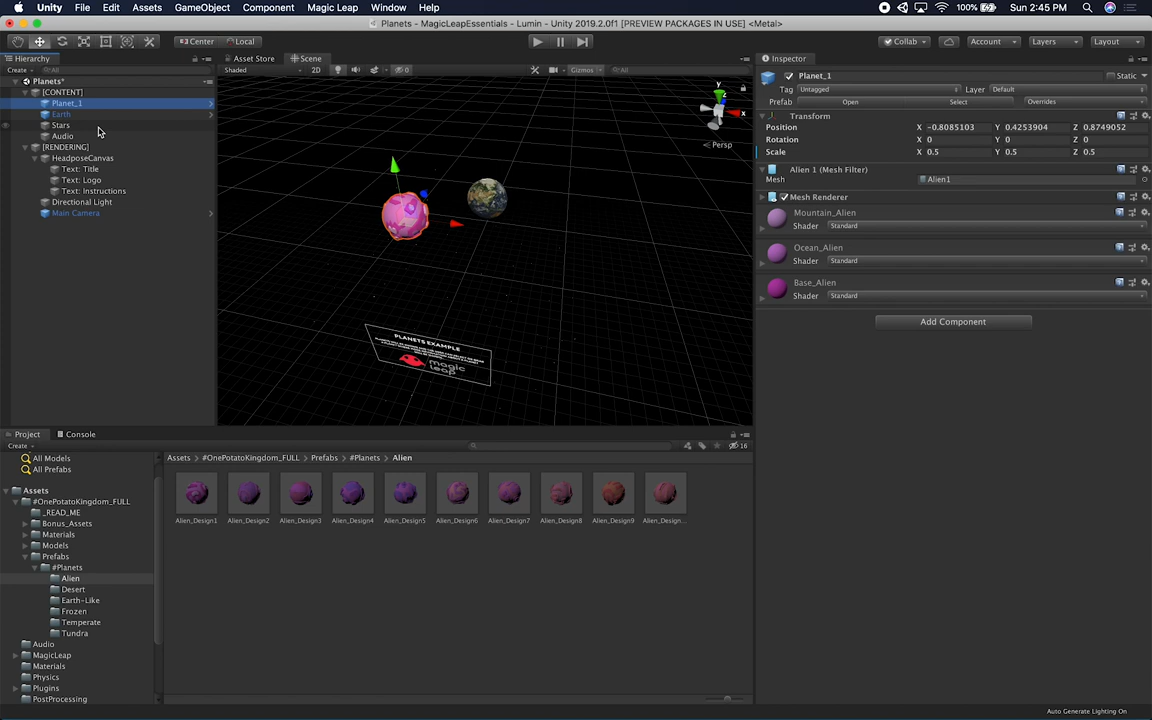 Unity File Edit Assets GameObject Component Magic Leap Window Help 100% Sun 2:45 PM
Planets - MagicLeapEssentials - Lumin - Unity 2019.2.0f1 [PREVIEW PACKAGES IN USE] <Metal>
Center Local Collab Account Layers Layout
Hierarchy Asset Store Scene Inspector
Create All Shaded 2D 0 Gizmos All
Planets*
[CONTENT]
Planet_1
Earth
Stars
Audio
[RENDERING]
HeadposeCanvas
Text: Title
Text: Logo
Text: Instructions
Directional Light
Main Camera
y
z
x
Persp
PLANETS EXAMPLE
magic
leap
Planet_1 Static
Tag Untagged Layer Default
Prefab Open Select Overrides
Transform
Position X -0.8085103 Y 0.4253904 Z 0.8749052
Rotation X 0 Y 0 Z 0
Scale X 0.5 Y 0.5 Z 0.5
Alien 1 (Mesh Filter)
Mesh Alien1
Mesh Renderer
Mountain_Alien
Shader Standard
Ocean_Alien
Shader Standard
Base_Alien
Shader Standard
Add Component
Project Console
Create 16
All Models
All Prefabs
Assets
#OnePotatoKingdom_FULL
_READ_ME
Bonus_Assets
Materials
Models
Prefabs
#Planets
Alien
Desert
Earth-Like
Frozen
Temperate
Tundra
Audio
MagicLeap
Materials
Physics
Plugins
PostProcessing
Assets > #OnePotatoKingdom_FULL > Prefabs > #Planets > Alien
Alien_Design1 Alien_Design2 Alien_Design3 Alien_Design4 Alien_Design5 Alien_Design6 Alien_Design7 Alien_Design8 Alien_Design9 Alien_Design...
Auto Generate Lighting On